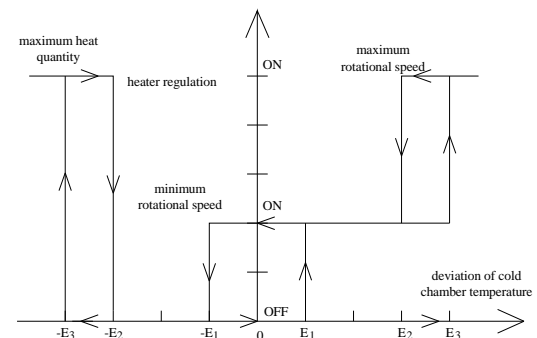 maximum heat
quantity
ON
maximum
rotational speed
heater regulation
minimum
rotational speed
ON
deviation of cold
chamber temperature
OFF
-E3 -E2 -E1 0 E1 E2 E3